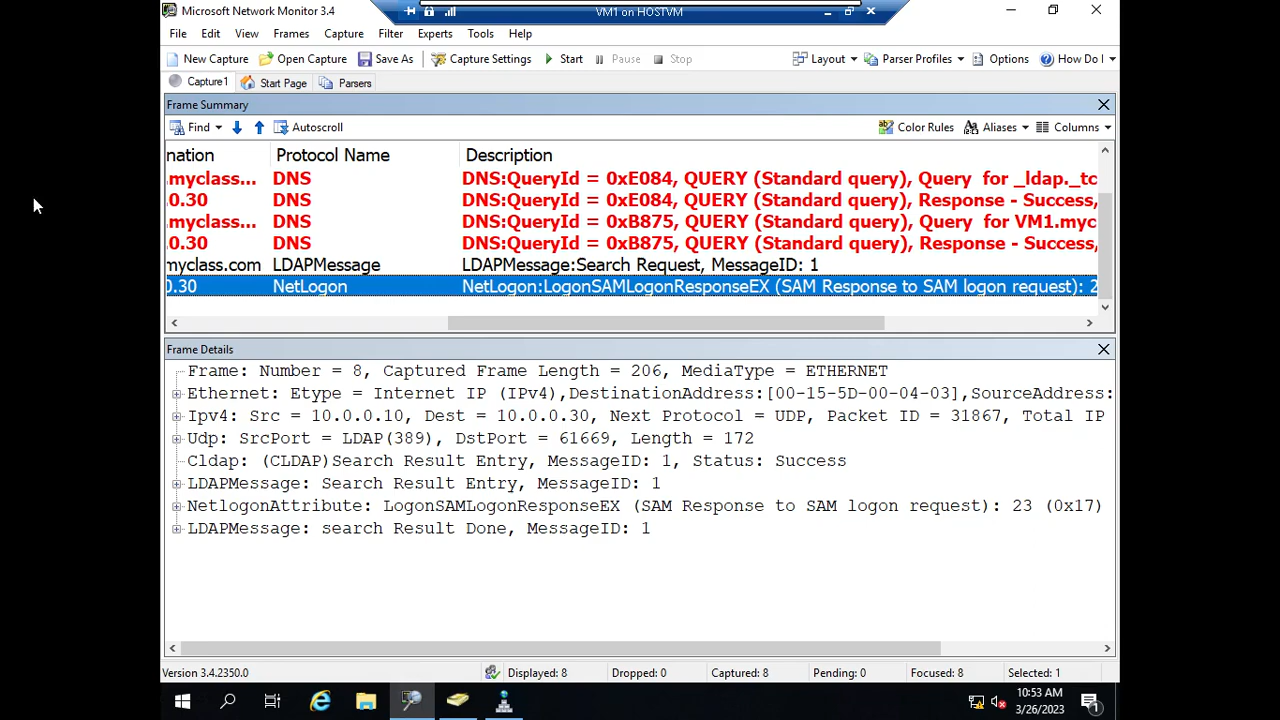 Microsoft Network Monitor 3.4
VM1 on HOSTVM
File Edit View Frames Capture Filter Experts Tools Help
New Capture Open Capture Save As Capture Settings Start Pause Stop Layout Parser Profiles Options How Do I
Capture1 Start Page Parsers
Frame Summary
Find Autoscroll Color Rules Aliases Columns
nation Protocol Name Description
.myclass... DNS DNS:QueryId = 0xE084, QUERY (Standard query), Query for _ldap._tc
0.30 DNS DNS:QueryId = 0xE084, QUERY (Standard query), Response - Success,
.myclass... DNS DNS:QueryId = 0xB875, QUERY (Standard query), Query for VM1.myc
0.30 DNS DNS:QueryId = 0xB875, QUERY (Standard query), Response - Success,
myclass.com LDAPMessage LDAPMessage:Search Request, MessageID: 1
0.30 NetLogon NetLogon:LogonSAMLogonResponseEX (SAM Response to SAM logon request): 2
Frame Details
Frame: Number = 8, Captured Frame Length = 206, MediaType = ETHERNET
Ethernet: Etype = Internet IP (IPv4),DestinationAddress:[00-15-5D-00-04-03],SourceAddress:
Ipv4: Src = 10.0.0.10, Dest = 10.0.0.30, Next Protocol = UDP, Packet ID = 31867, Total IP
Udp: SrcPort = LDAP(389), DstPort = 61669, Length = 172
Cldap: (CLDAP)Search Result Entry, MessageID: 1, Status: Success
LDAPMessage: Search Result Entry, MessageID: 1
NetlogonAttribute: LogonSAMLogonResponseEX (SAM Response to SAM logon request): 23 (0x17)
LDAPMessage: search Result Done, MessageID: 1
Version 3.4.2350.0 Displayed: 8 Dropped: 0 Captured: 8 Pending: 0 Focused: 8 Selected: 1
10:53 AM
3/26/2023
1